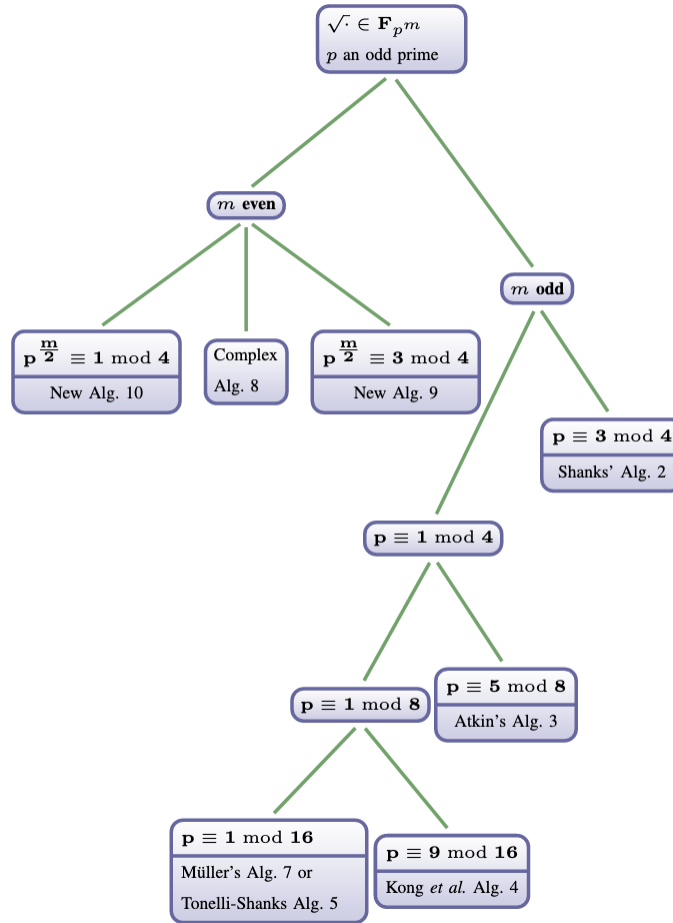 √· ∈ F_{p^m}
p an odd prime
m even
m odd
p^{m/2} ≡ 1 mod 4
New Alg. 10
Complex
Alg. 8
p^{m/2} ≡ 3 mod 4
New Alg. 9
p ≡ 3 mod 4
Shanks' Alg. 2
p ≡ 1 mod 4
p ≡ 1 mod 8
p ≡ 5 mod 8
Atkin's Alg. 3
p ≡ 1 mod 16
Müller's Alg. 7 or
Tonelli-Shanks Alg. 5
p ≡ 9 mod 16
Kong et al. Alg. 4